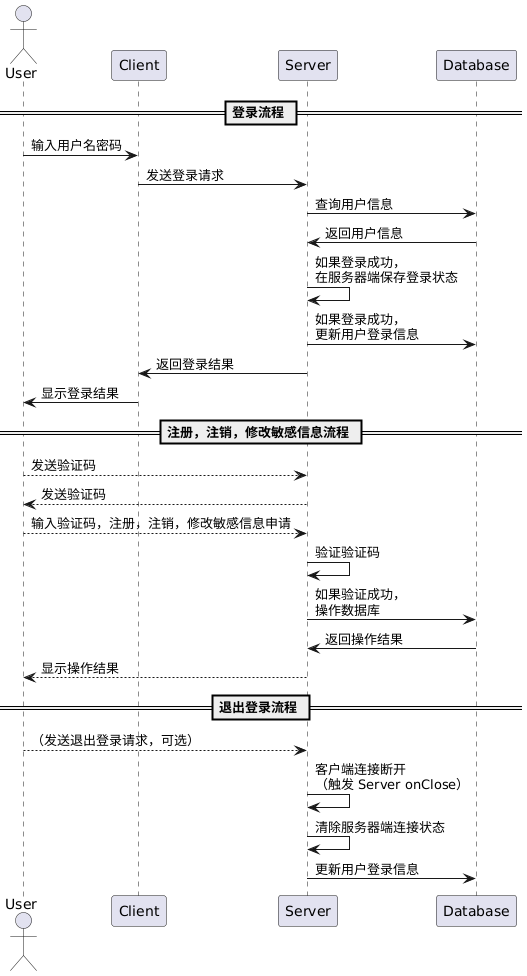 User
Client
Server
Database
登录流程
输入用户名密码
发送登录请求
查询用户信息
返回用户信息
如果登录成功，
在服务器端保存登录状态
如果登录成功，
更新用户登录信息
返回登录结果
显示登录结果
注册，注销，修改敏感信息流程
发送验证码
发送验证码
输入验证码，注册，注销，修改敏感信息申请
验证验证码
如果验证成功，
操作数据库
返回操作结果
显示操作结果
退出登录流程
（发送退出登录请求，可选）
客户端连接断开
（触发 Server onClose）
清除服务器端连接状态
更新用户登录信息
User
Client
Server
Database